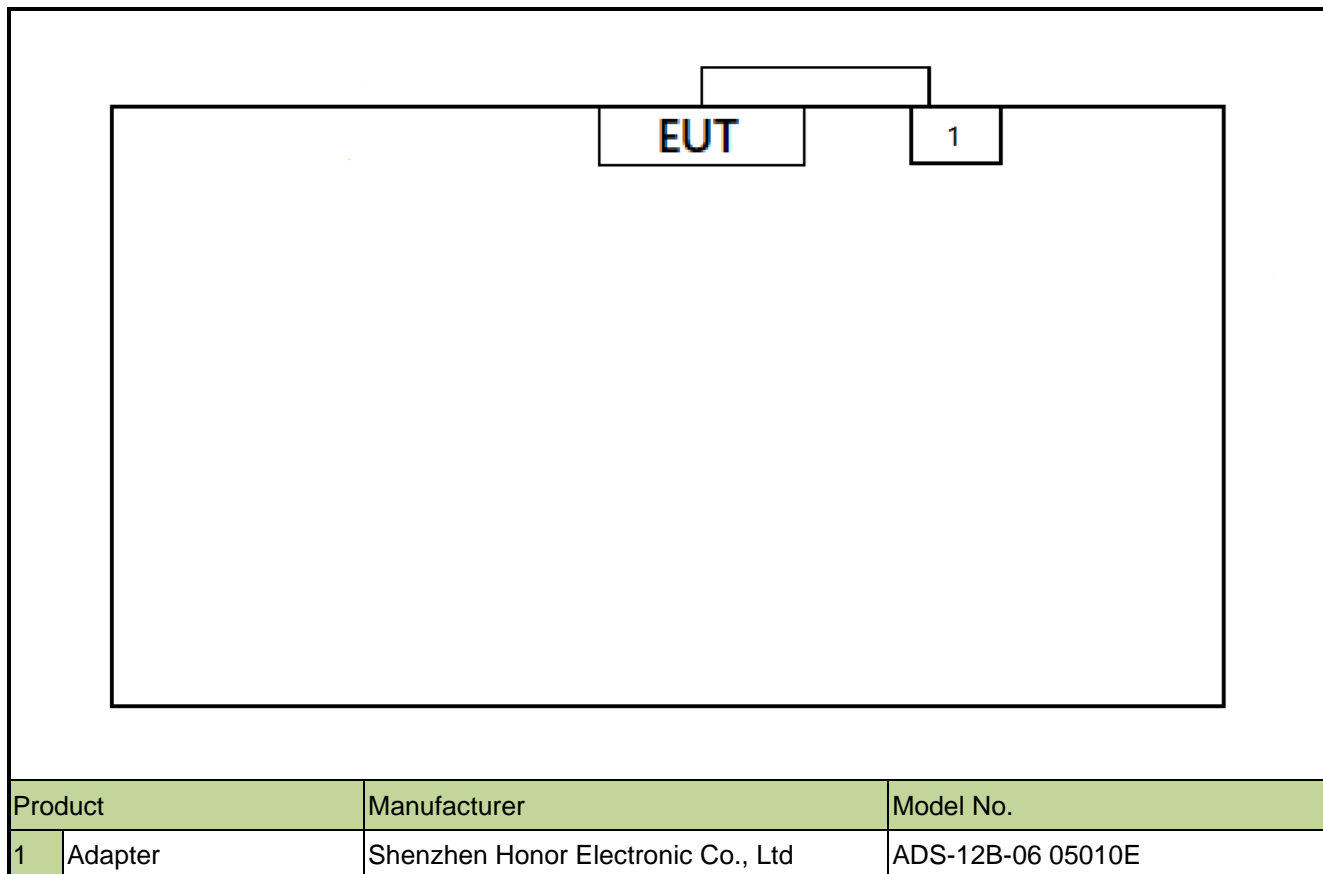 EUT
1
Product Manufacturer Model No.
1 Adapter Shenzhen Honor Electronic Co., Ltd ADS-12B-06 05010E